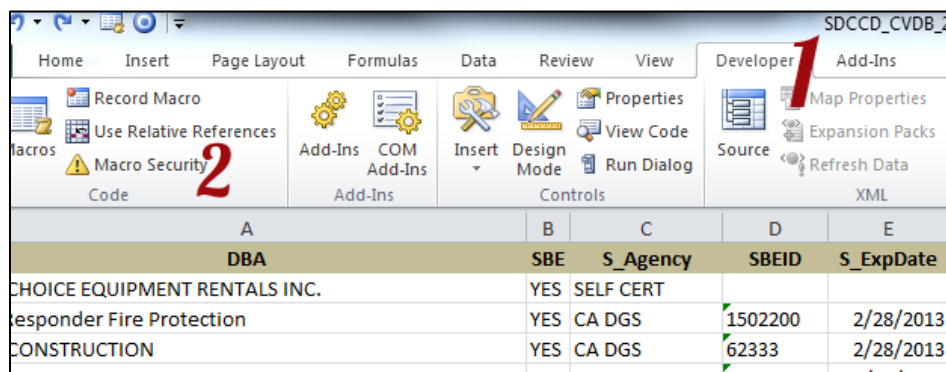 SDCCD_CVDB_2
1
Home Insert Page Layout Formulas Data Review View Developer Add-Ins
Record Macro Properties Map Properties
Use Relative References View Code Expansion Packs
Macros Add-Ins COM Add-Ins Insert Design Mode Source
Macro Security 2 Run Dialog Refresh Data
Code Add-Ins Controls XML
A B C D E
DBA SBE S_Agency SBEID S_ExpDate
CHOICE EQUIPMENT RENTALS INC. YES SELF CERT
Responder Fire Protection YES CA DGS 1502200 2/28/2013
CONSTRUCTION YES CA DGS 62333 2/28/2013